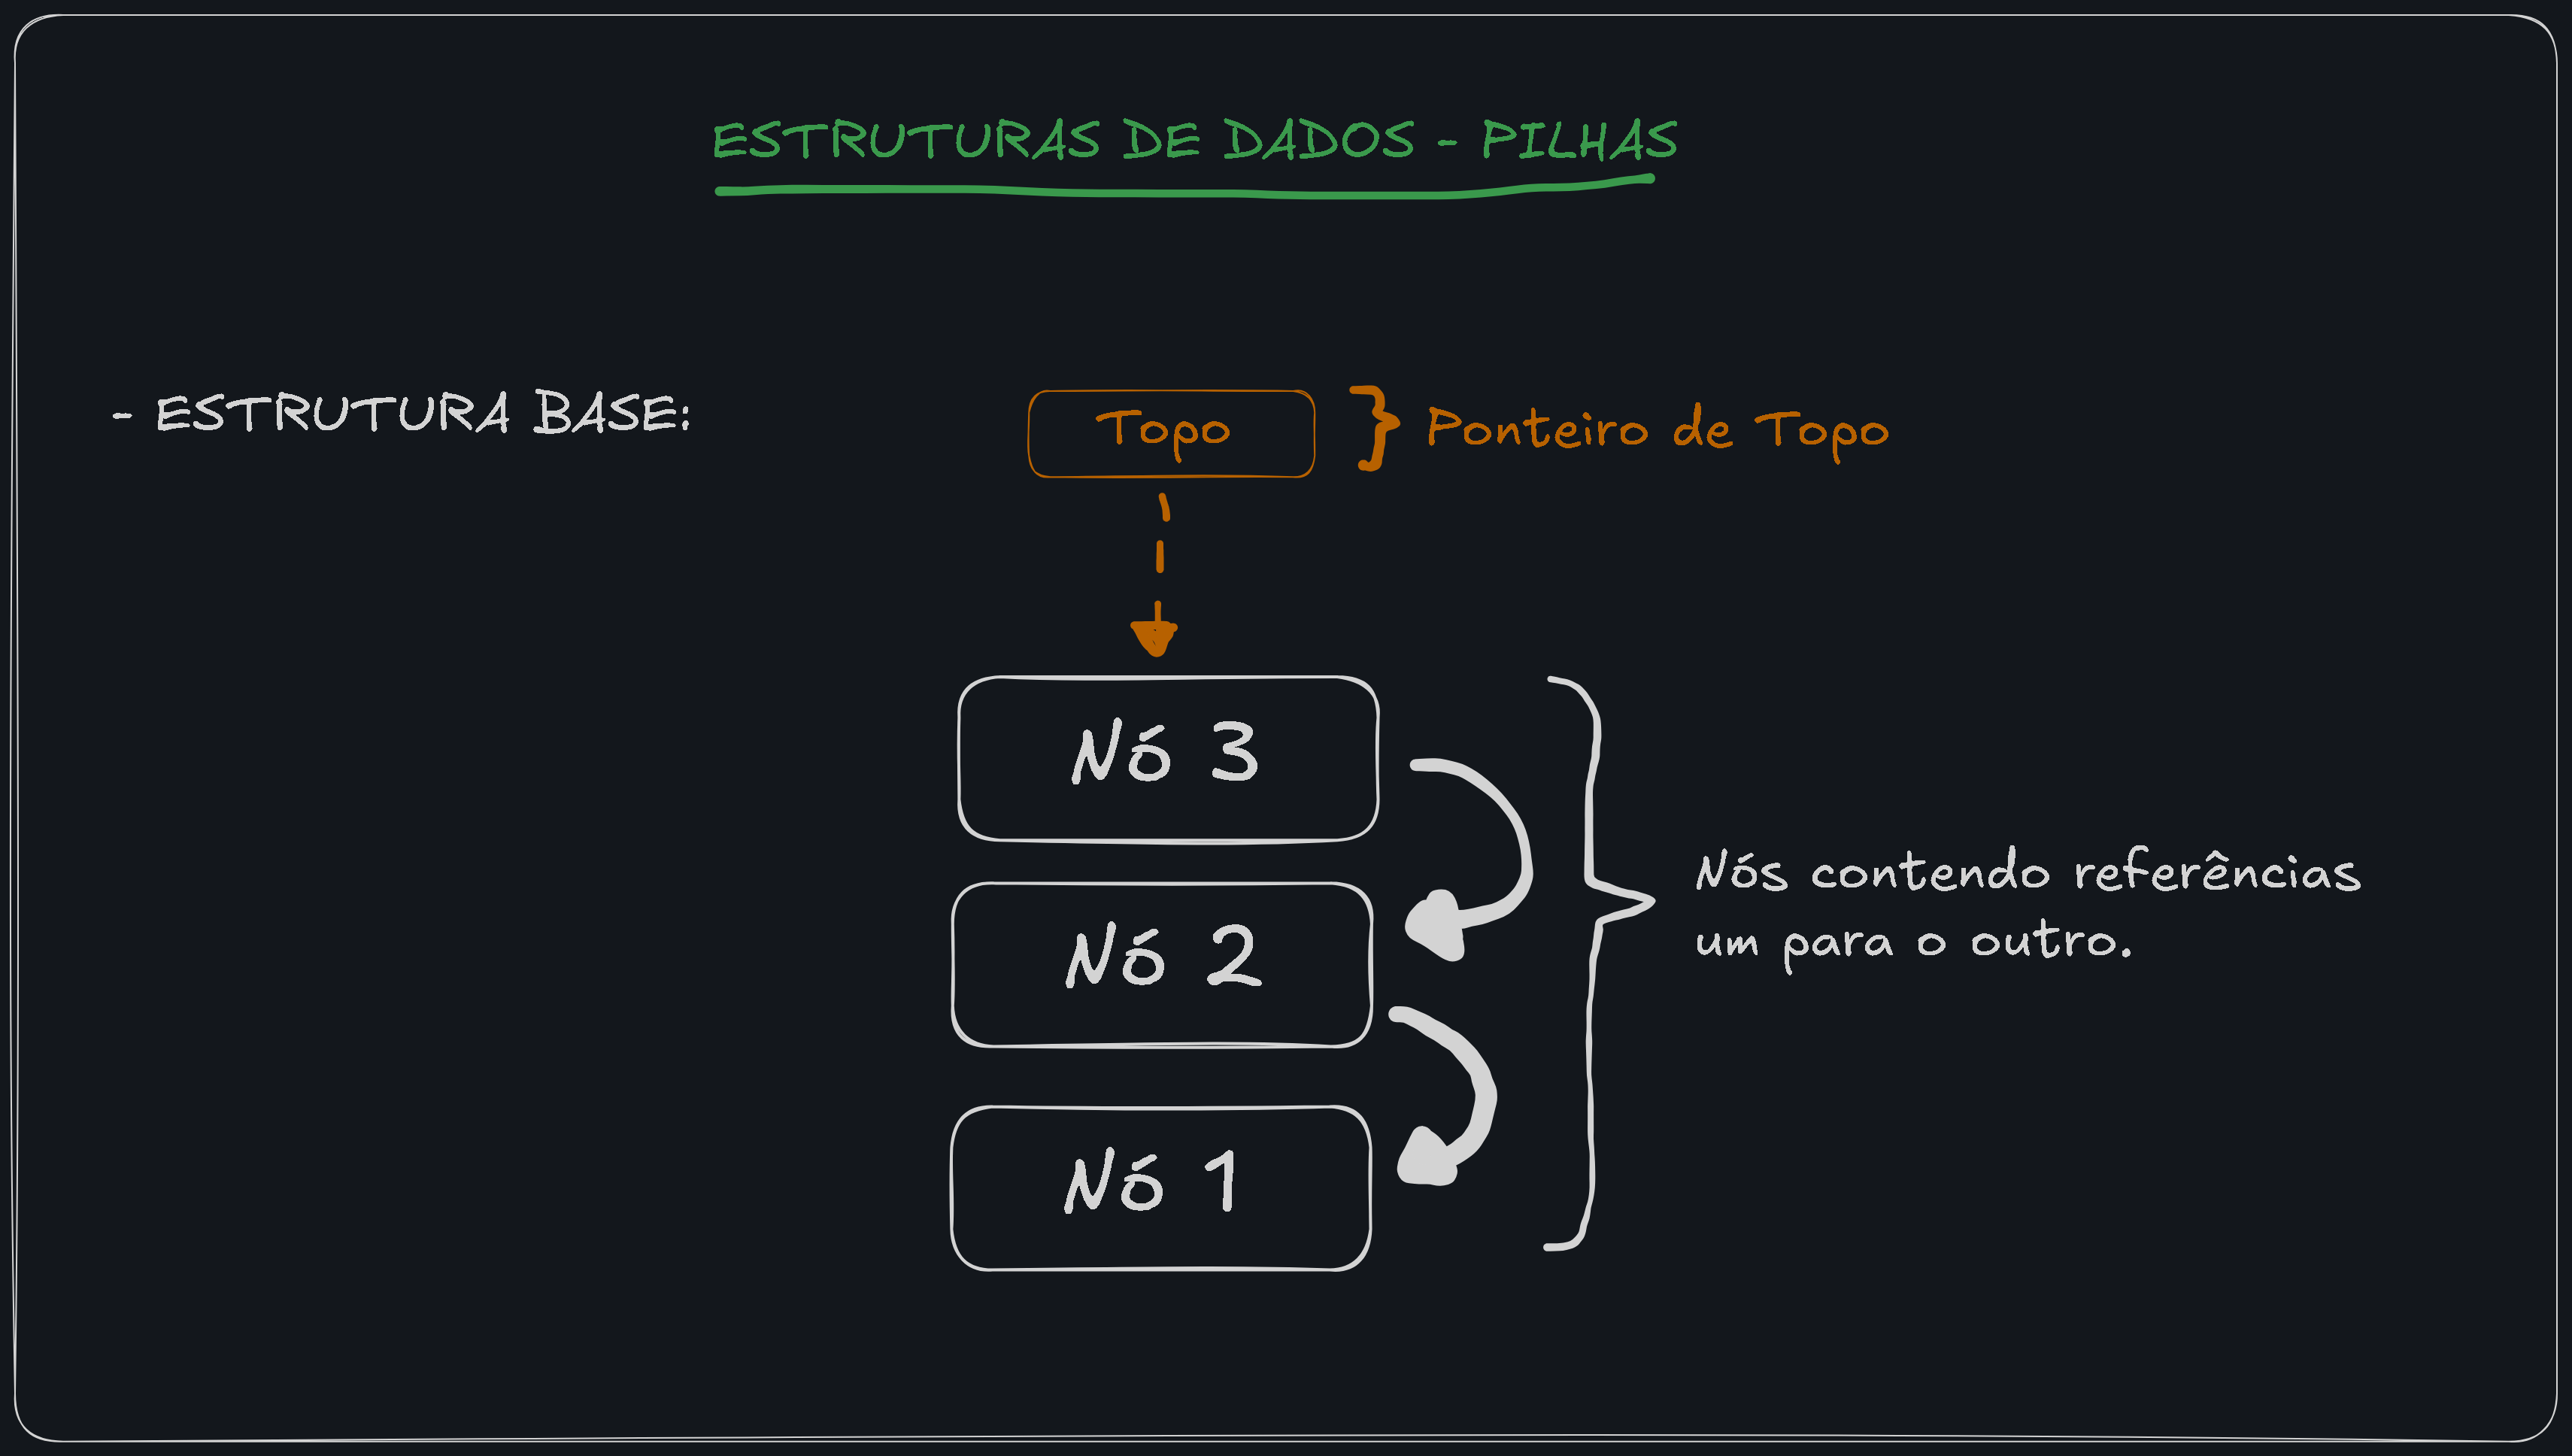 ESTRUTURAS DE DADOS - PILHAS
- ESTRUTURA BASE:
Topo
Ponteiro de Topo
Nó 3
Nó 2
Nó 1
Nós contendo referências
um para o outro.